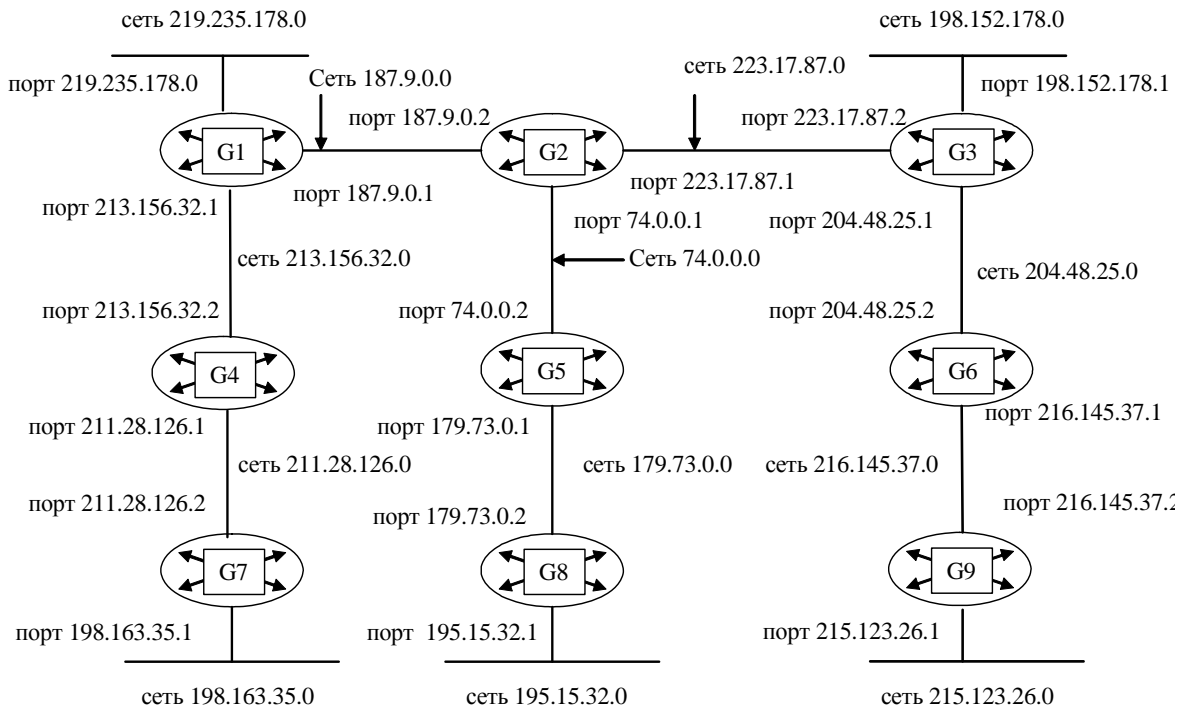 сеть 219.235.178.0
сеть 198.152.178.0
порт 219.235.178.0
Сеть 187.9.0.0
сеть 223.17.87.0
порт 198.152.178.1
порт 187.9.0.2
порт 223.17.87.2
G1
G2
G3
порт 187.9.0.1
порт 223.17.87.1
порт 213.156.32.1
порт 74.0.0.1
порт 204.48.25.1
сеть 213.156.32.0
Сеть 74.0.0.0
сеть 204.48.25.0
порт 213.156.32.2
порт 74.0.0.2
порт 204.48.25.2
G4
G5
G6
порт 211.28.126.1
порт 179.73.0.1
порт 216.145.37.1
сеть 211.28.126.0
сеть 179.73.0.0
сеть 216.145.37.0
порт 211.28.126.2
порт 179.73.0.2
порт 216.145.37.2
G7
G8
G9
порт 198.163.35.1
порт 195.15.32.1
порт 215.123.26.1
сеть 198.163.35.0
сеть 195.15.32.0
сеть 215.123.26.0